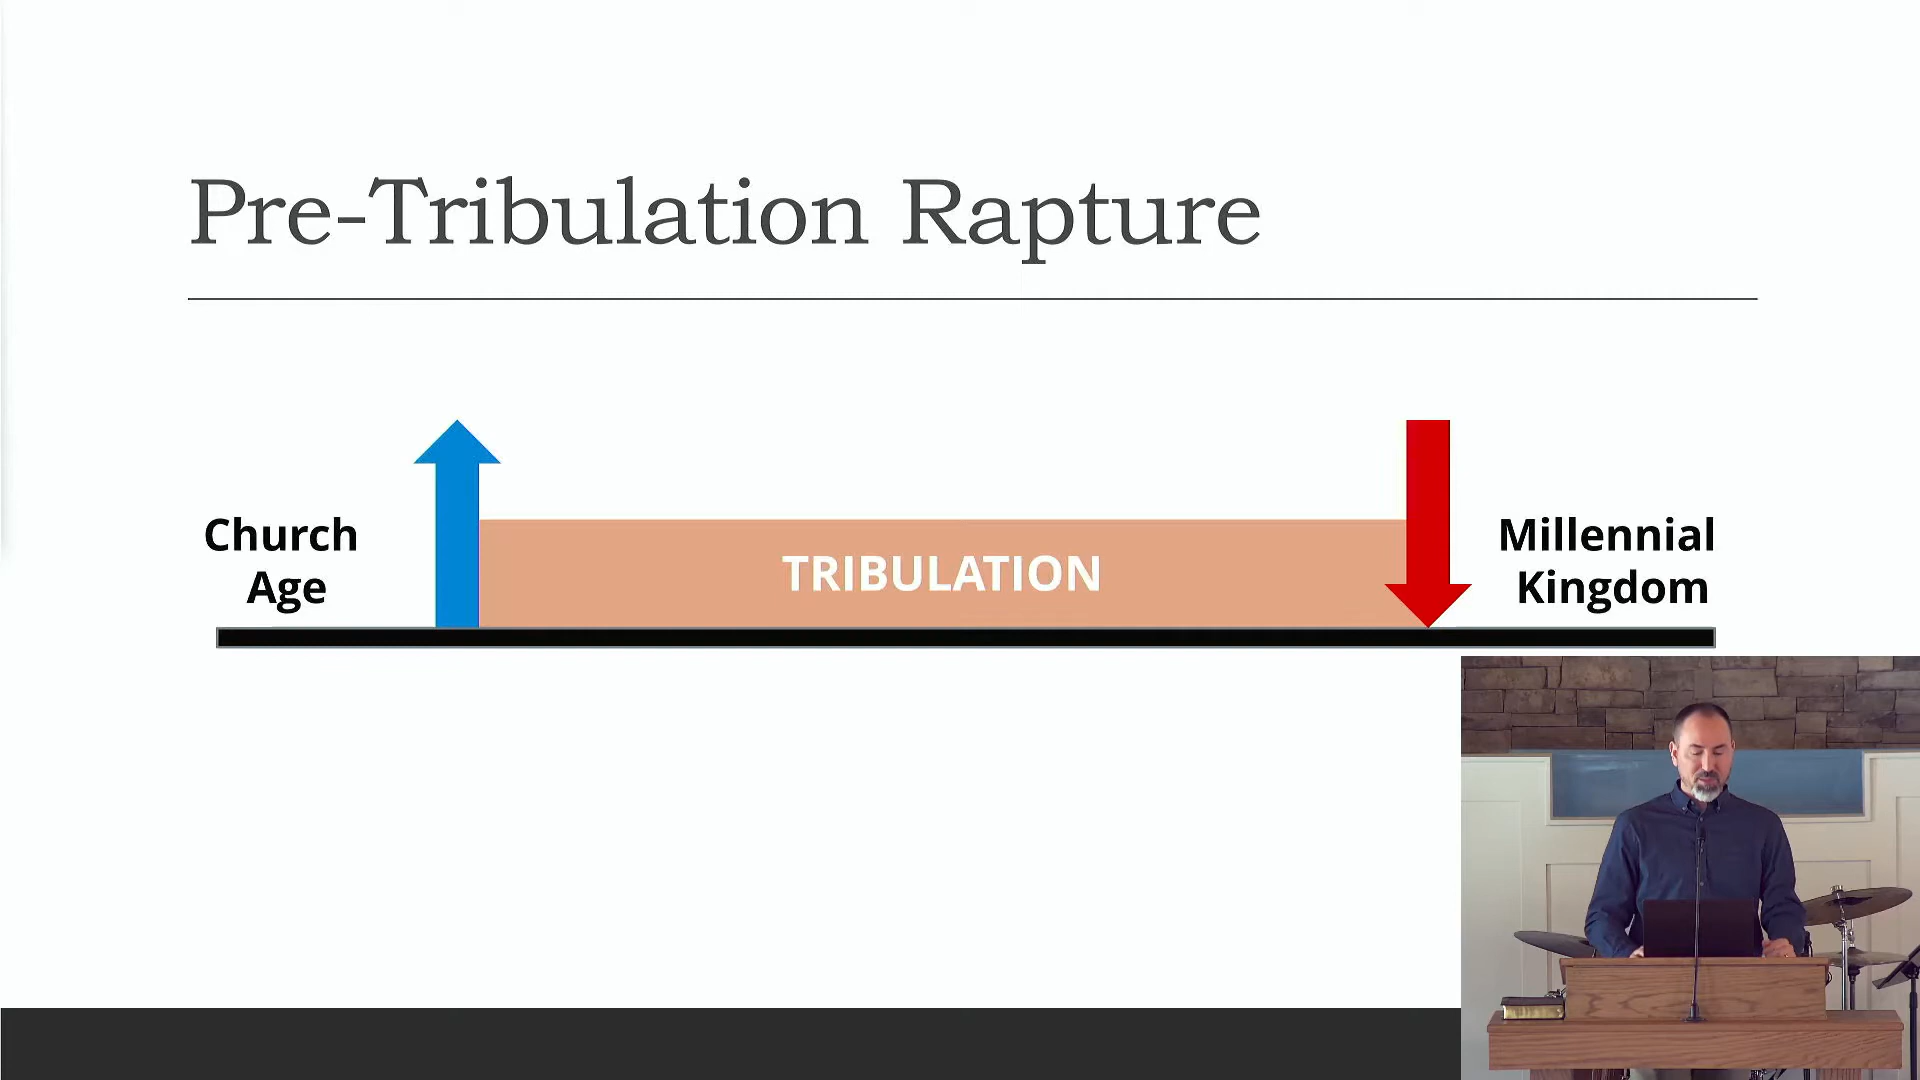 Pre-Tribulation Rapture
Church
Age
TRIBULATION
Millennial
Kingdom